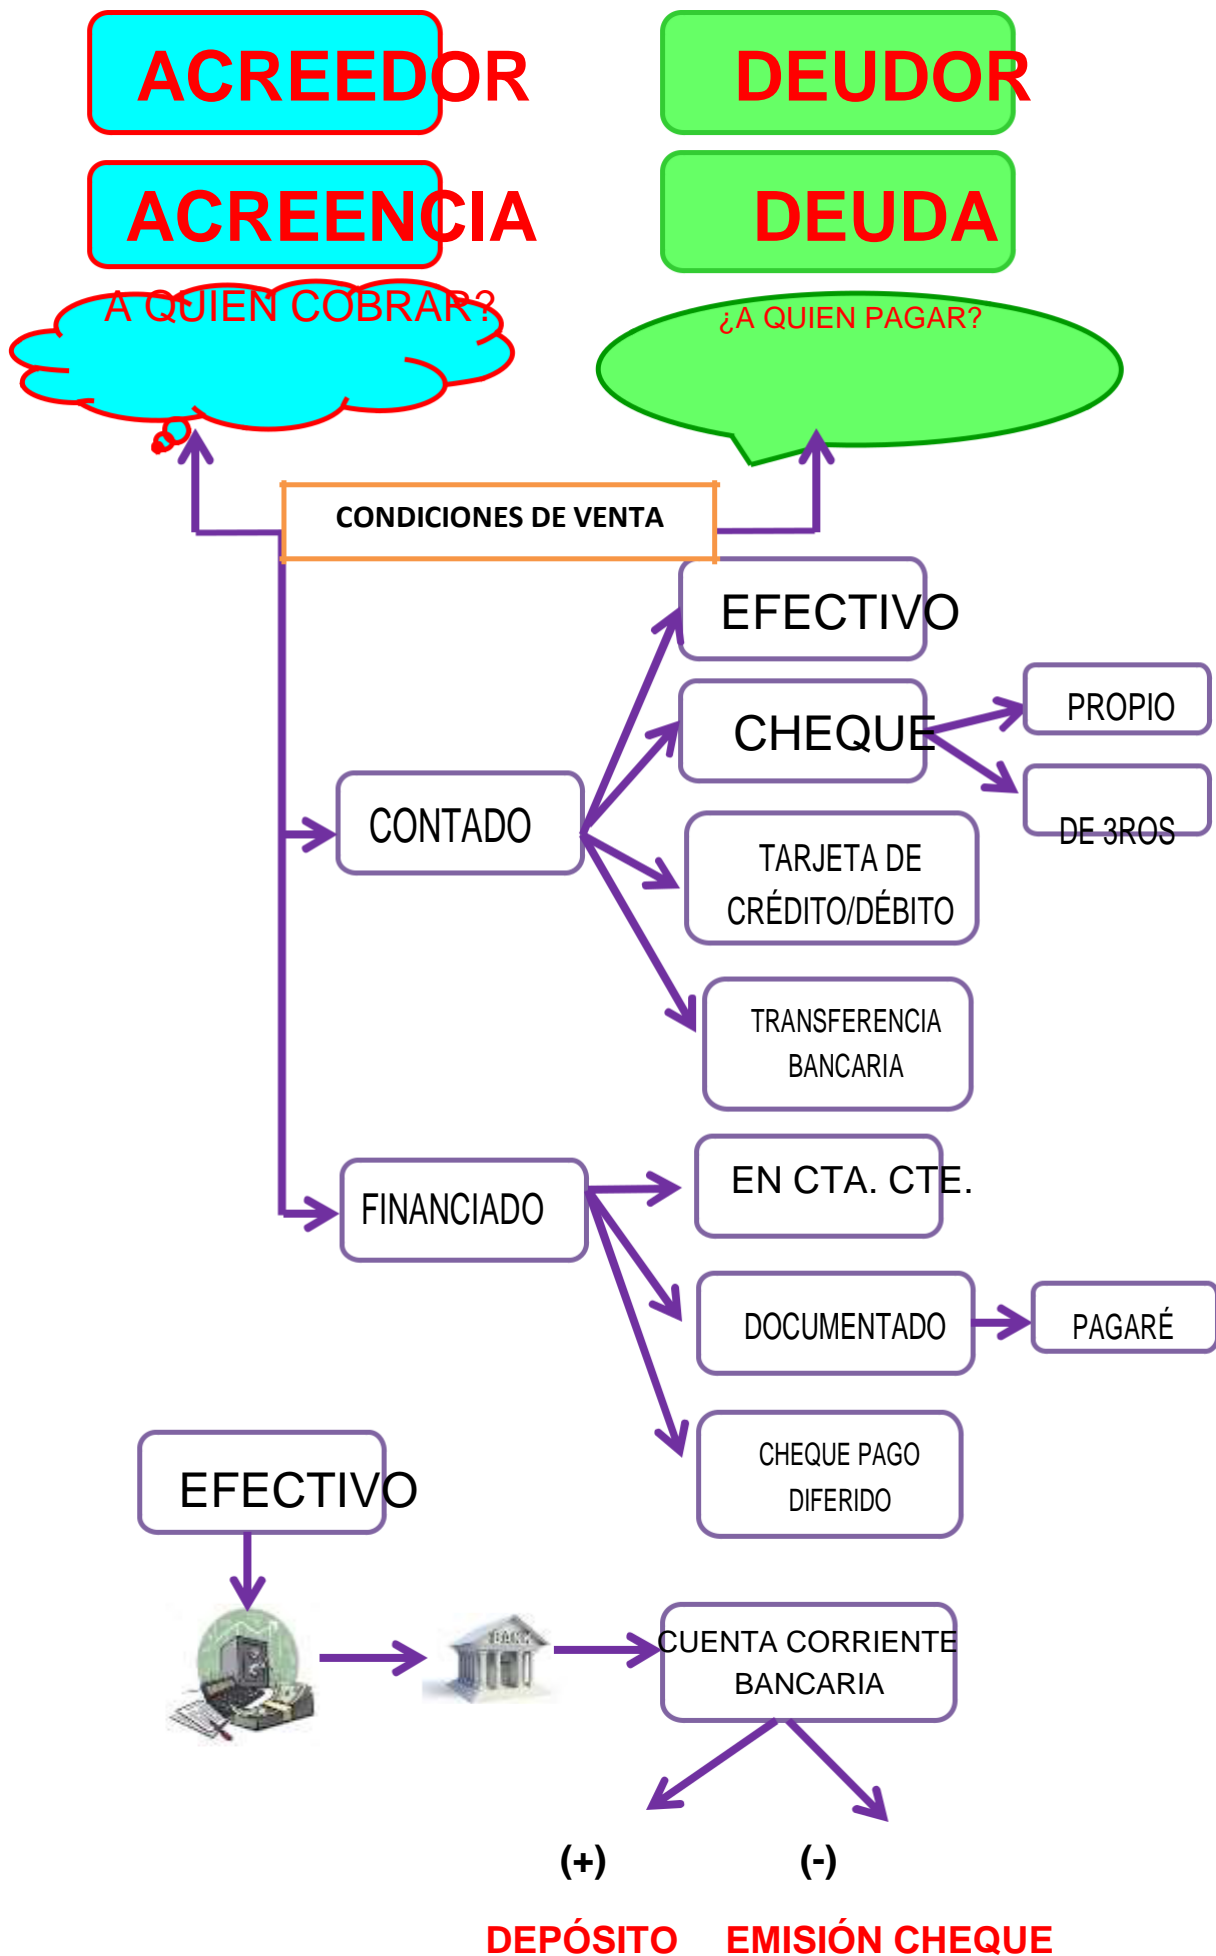 ACREEDOR
DEUDOR
ACREENCIA
DEUDA
A QUIEN COBRAR?
¿A QUIEN PAGAR?
CONDICIONES DE VENTA
EFECTIVO
CHEQUE
PROPIO
DE 3ROS
CONTADO
TARJETA DE
CRÉDITO/DÉBITO
TRANSFERENCIA
BANCARIA
FINANCIADO
EN CTA. CTE.
DOCUMENTADO
PAGARÉ
CHEQUE PAGO
DIFERIDO
EFECTIVO
BANK
CUENTA CORRIENTE
BANCARIA
(+)
(-)
DEPÓSITO
EMISIÓN CHEQUE